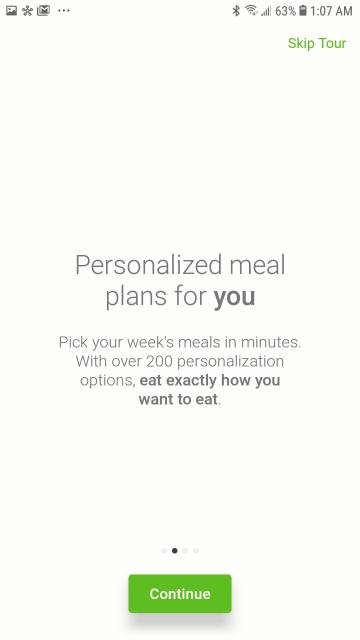 63% 1:07 AM
Skip Tour
Personalized meal
plans for you
Pick your week's meals in minutes.
With over 200 personalization
options, eat exactly how you
want to eat.
Continue